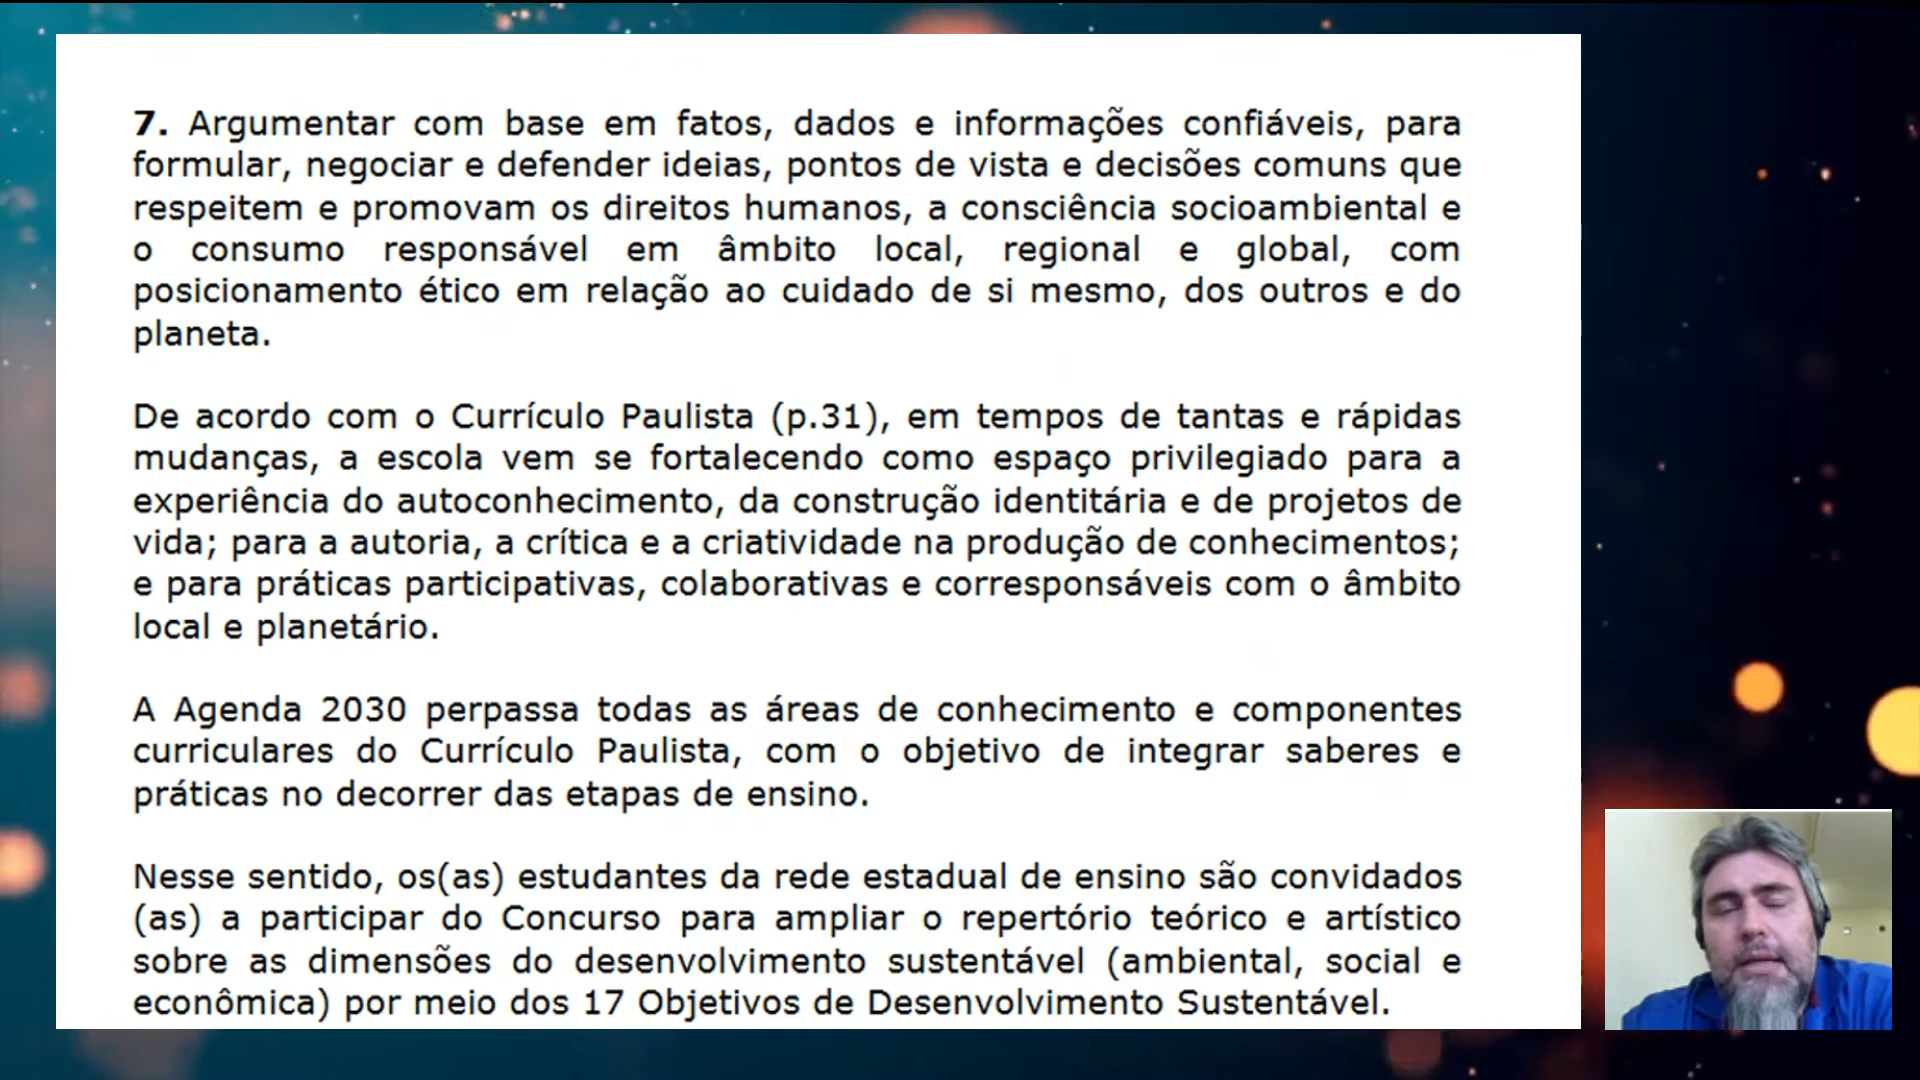 7. Argumentar com base em fatos, dados e informações confiáveis, para
formular, negociar e defender ideias, pontos de vista e decisões comuns que
respeitem e promovam os direitos humanos, a consciência socioambiental e
o consumo responsável em âmbito local, regional e global, com
posicionamento ético em relação ao cuidado de si mesmo, dos outros e do
planeta.
De acordo com o Currículo Paulista (p.31), em tempos de tantas e rápidas
mudanças, a escola vem se fortalecendo como espaço privilegiado para a
experiência do autoconhecimento, da construção identitária e de projetos de
vida; para a autoria, a crítica e a criatividade na produção de conhecimentos;
e para práticas participativas, colaborativas e corresponsáveis com o âmbito
local e planetário.
A Agenda 2030 perpassa todas as áreas de conhecimento e componentes
curriculares do Currículo Paulista, com o objetivo de integrar saberes e
práticas no decorrer das etapas de ensino.
Nesse sentido, os(as) estudantes da rede estadual de ensino são convidados
(as) a participar do Concurso para ampliar o repertório teórico e artístico
sobre as dimensões do desenvolvimento sustentável (ambiental, social e
econômica) por meio dos 17 Objetivos de Desenvolvimento Sustentável.